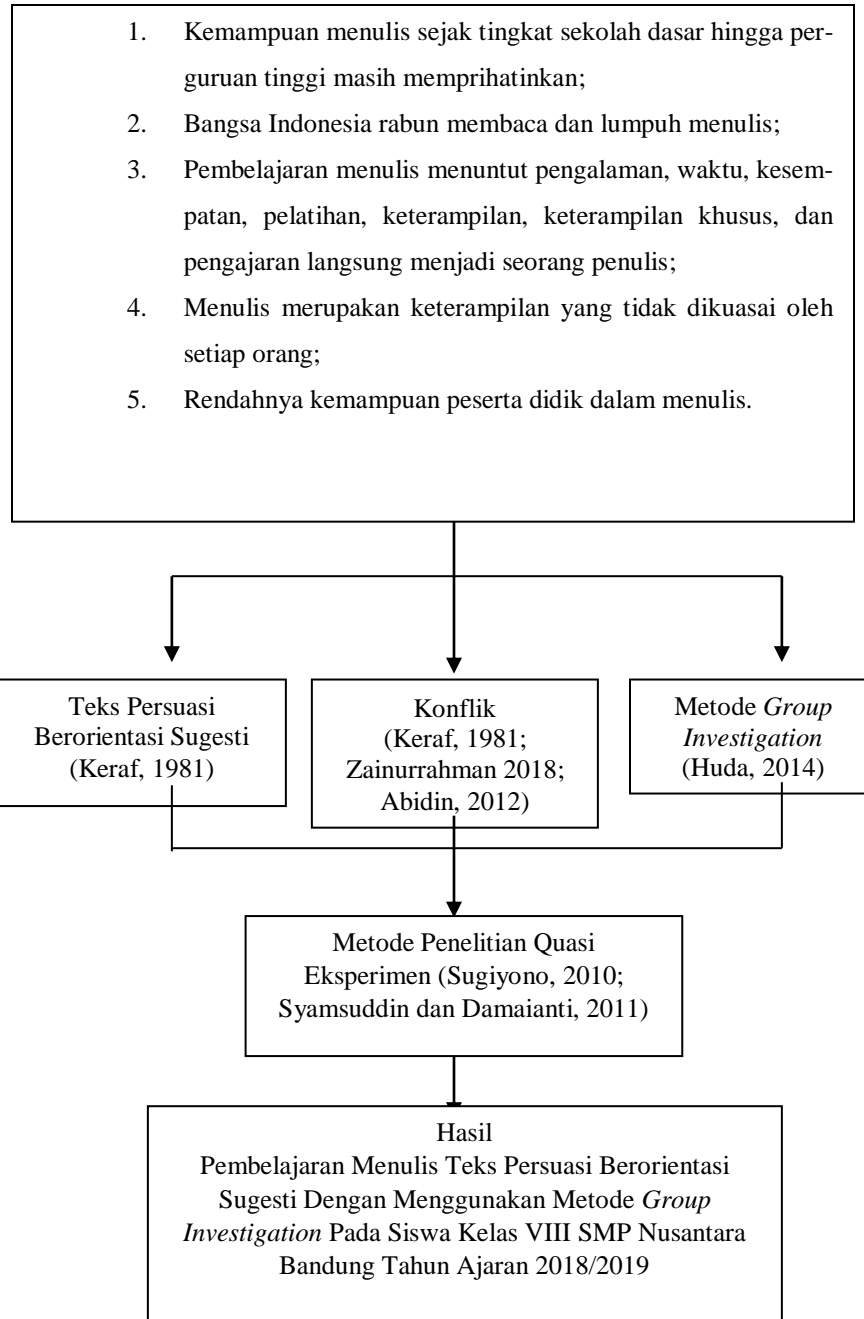 1. Kemampuan menulis sejak tingkat sekolah dasar hingga per-
guruan tinggi masih memprihatinkan;
2. Bangsa Indonesia rabun membaca dan lumpuh menulis;
3. Pembelajaran menulis menuntut pengalaman, waktu, kesem-
patan, pelatihan, keterampilan, keterampilan khusus, dan
pengajaran langsung menjadi seorang penulis;
4. Menulis merupakan keterampilan yang tidak dikuasai oleh
setiap orang;
5. Rendahnya kemampuan peserta didik dalam menulis.
Teks Persuasi
Berorientasi Sugesti
(Keraf, 1981)
Konflik
(Keraf, 1981;
Zainurrahman 2018;
Abidin, 2012)
Metode Group
Investigation
(Huda, 2014)
Metode Penelitian Quasi
Eksperimen (Sugiyono, 2010;
Syamsuddin dan Damaianti, 2011)
Hasil
Pembelajaran Menulis Teks Persuasi Berorientasi
Sugesti Dengan Menggunakan Metode Group
Investigation Pada Siswa Kelas VIII SMP Nusantara
Bandung Tahun Ajaran 2018/2019